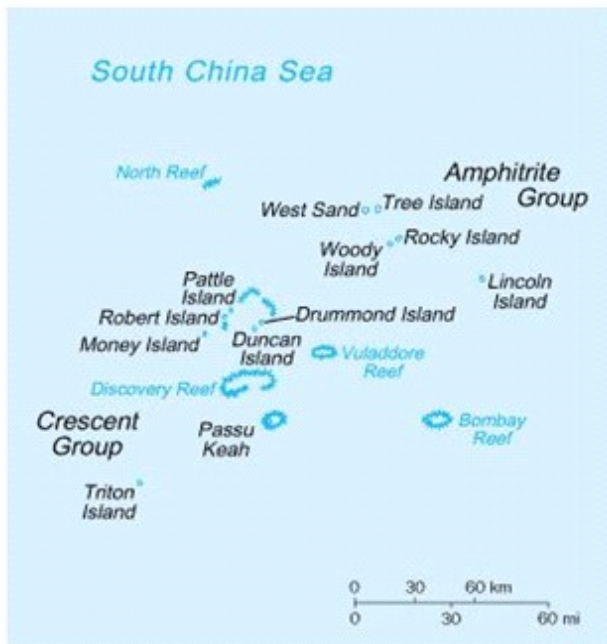 South China Sea
North Reef
Amphitrite
Group
West Sand
Tree Island
Rocky Island
Woody
Island
Lincoln
Island
Pattle
Island
Robert Island
Drummond Island
Money Island
Duncan
Island
Vuladdore
Reef
Discovery Reef
Crescent
Group
Passu
Keah
Bombay
Reef
Triton
Island
0 30 60 km
0 30 60 mi